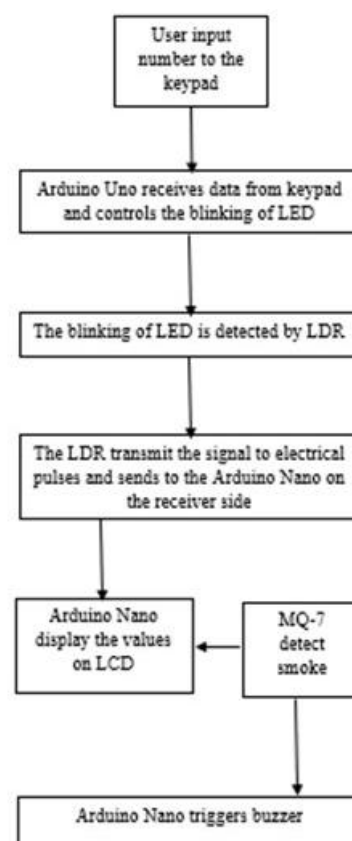 User input
number to the
keypad
Arduino Uno receives data from keypad
and controls the blinking of LED
The blinking of LED is detected by LDR
The LDR transmit the signal to electrical
pulses and sends to the Arduino Nano on
the receiver side
Arduino Nano
display the values
on LCD
MQ-7
detect
smoke
Arduino Nano triggers buzzer